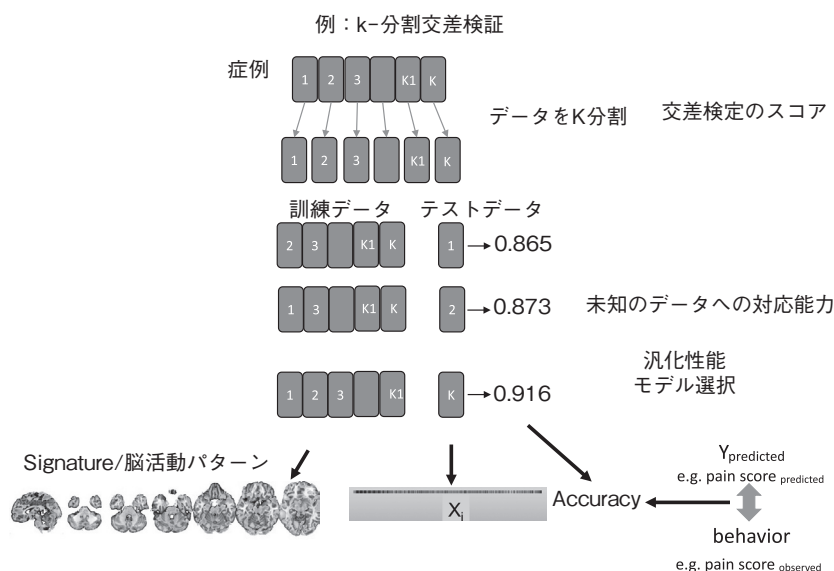 例：k-分割交差検証
症例
1 2 3 K1 K
データをK分割
交差検定のスコア
1 2 3 K1 K
訓練データ
テストデータ
2 3 K1 K
1
0.865
1 3 K1 K
2
0.873
未知のデータへの対応能力
汎化性能
モデル選択
1 2 3 K1
K
0.916
Signature/脳活動パターン
Xi
Accuracy
Ypredicted
e.g. pain score predicted
behavior
e.g. pain score observed